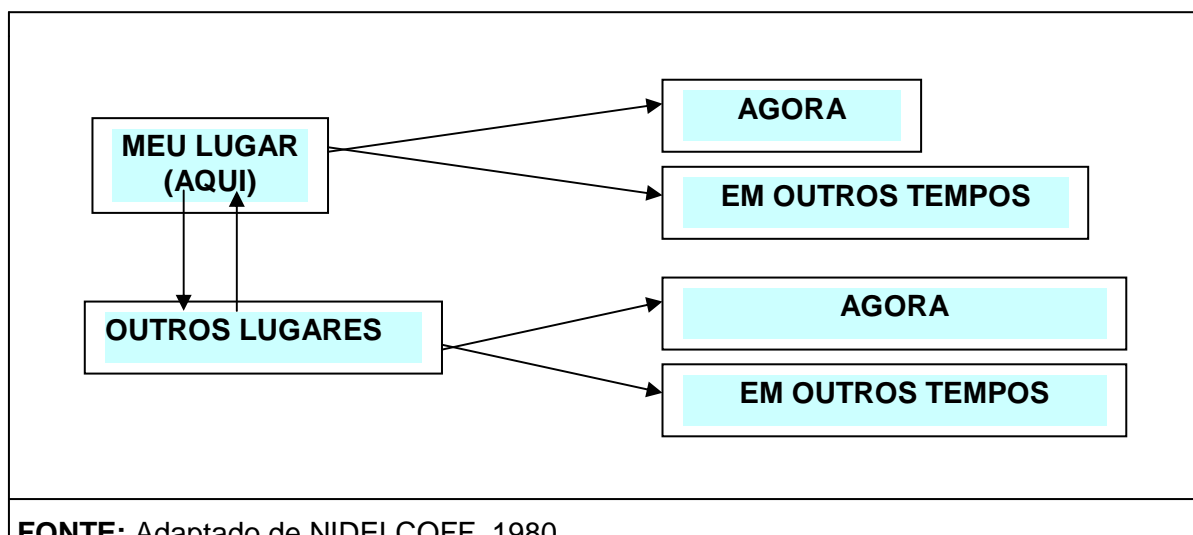 AGORA
MEU LUGAR
(AQUI)
EM OUTROS TEMPOS
OUTROS LUGARES
AGORA
EM OUTROS TEMPOS
FONTE: Adaptado de NIDELCOFF, 1980